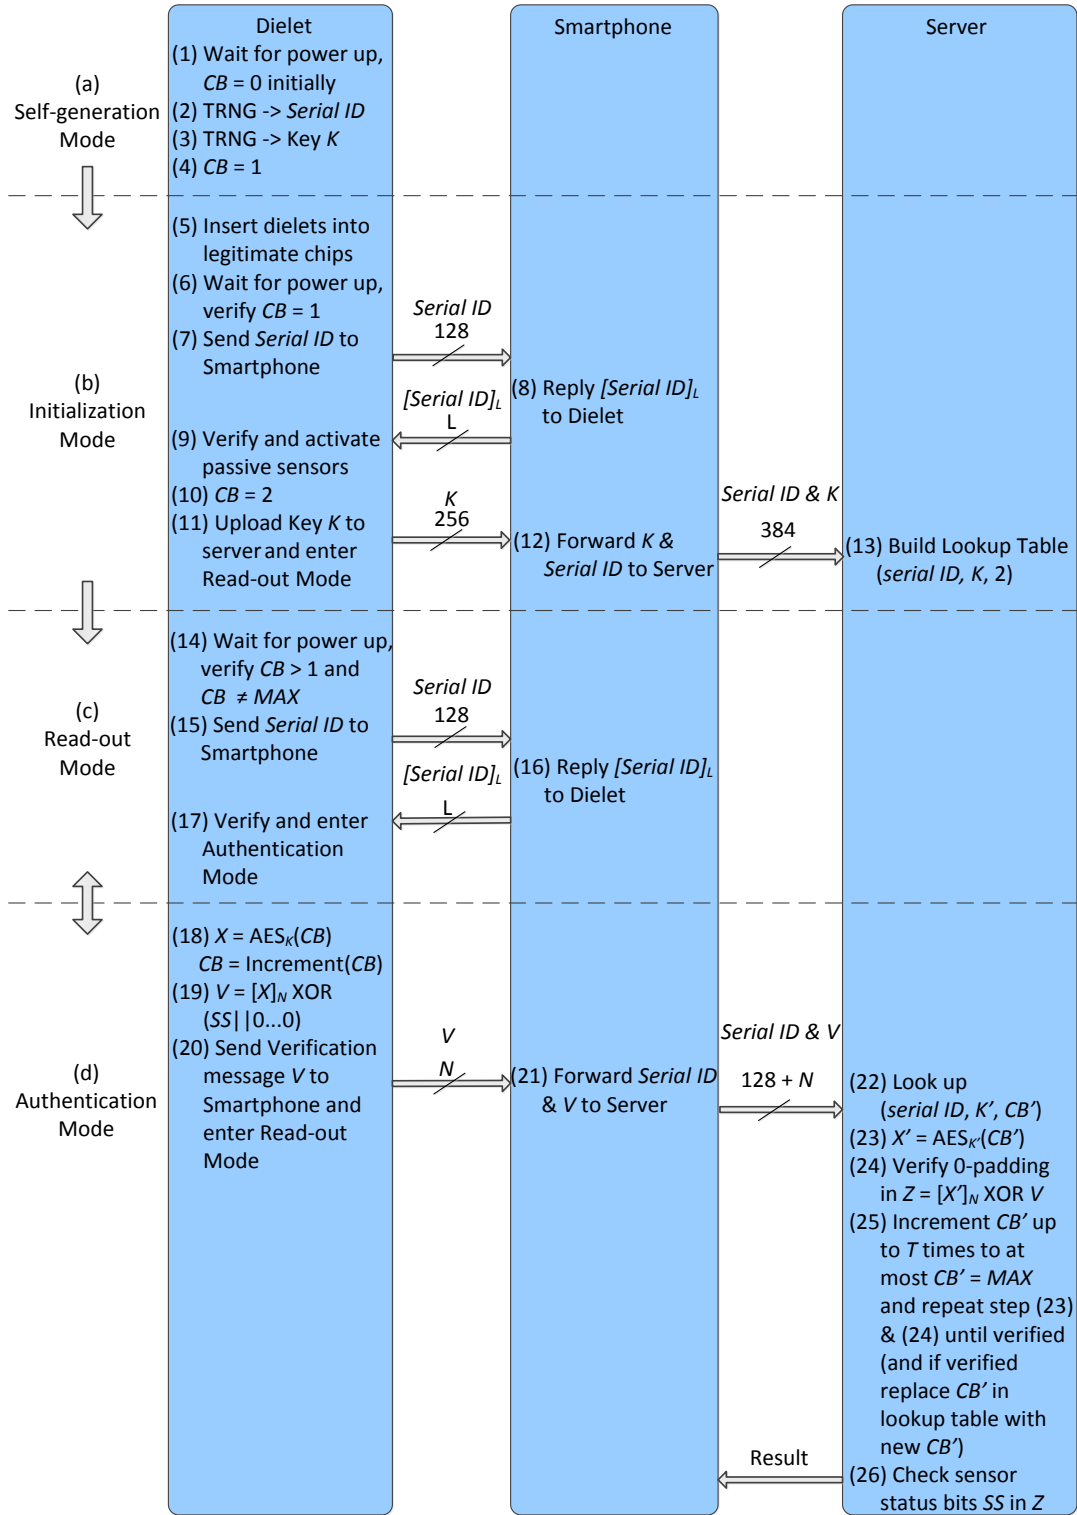 Dielet
Smartphone
Server
(a)
Self-generation
Mode
(1) Wait for power up,
CB = 0 initially
(2) TRNG -> Serial ID
(3) TRNG -> Key K
(4) CB = 1
(b)
Initialization
Mode
(5) Insert dielets into
legitimate chips
(6) Wait for power up,
verify CB = 1
(7) Send Serial ID to
Smartphone
Serial ID
128
(8) Reply [Serial ID]L
to Dielet
[Serial ID]L
L
(9) Verify and activate
passive sensors
(10) CB = 2
(11) Upload Key K to
server and enter
Read-out Mode
K
256
(12) Forward K &
Serial ID to Server
Serial ID & K
384
(13) Build Lookup Table
(serial ID, K, 2)
(c)
Read-out
Mode
(14) Wait for power up,
verify CB > 1 and
CB ≠ MAX
(15) Send Serial ID to
Smartphone
Serial ID
128
(16) Reply [Serial ID]L
to Dielet
[Serial ID]L
L
(17) Verify and enter
Authentication
Mode
(d)
Authentication
Mode
(18) X = AESK(CB)
CB = Increment(CB)
(19) V = [X]N XOR
(SS||0...0)
(20) Send Verification
message V to
Smartphone and
enter Read-out
Mode
V
N
(21) Forward Serial ID
& V to Server
Serial ID & V
128 + N
(22) Look up
(serial ID, K’, CB’)
(23) X’ = AESK’(CB’)
(24) Verify 0-padding
in Z = [X’]N XOR V
(25) Increment CB’ up
to T times to at
most CB’ = MAX
and repeat step (23)
& (24) until verified
(and if verified
replace CB’ in
lookup table with
new CB’)
(26) Check sensor
status bits SS in Z
Result